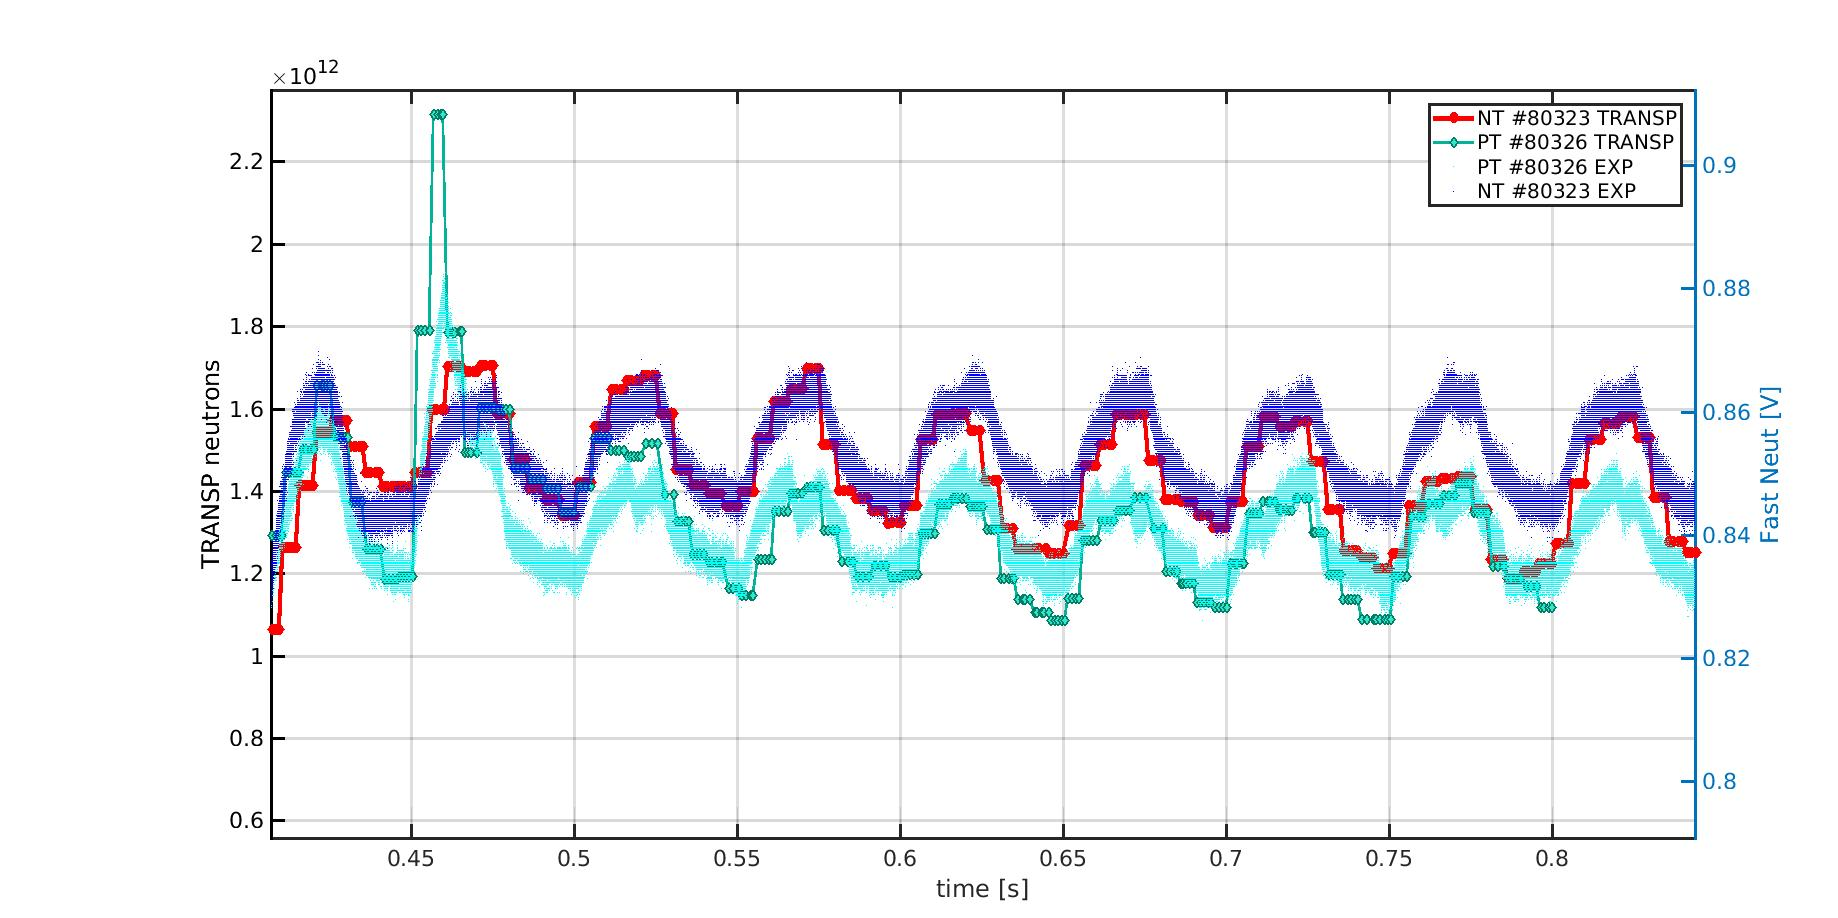 ×10¹²
NT #80323 TRANSP
PT #80326 TRANSP
PT #80326 EXP
NT #80323 EXP
2.2
2
1.8
1.6
1.4
1.2
1
0.8
0.6
TRANSP neutrons
0.9
0.88
0.86
0.84
0.82
0.8
Fast Neut [V]
0.45 0.5 0.55 0.6 0.65 0.7 0.75 0.8
time [s]